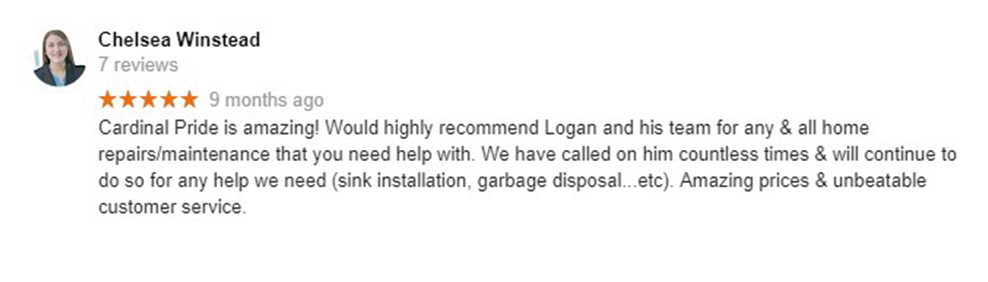 Chelsea Winstead
7 reviews
★★★★★ 9 months ago
Cardinal Pride is amazing! Would highly recommend Logan and his team for any & all home
repairs/maintenance that you need help with. We have called on him countless times & will continue to
do so for any help we need (sink installation, garbage disposal...etc). Amazing prices & unbeatable
customer service.